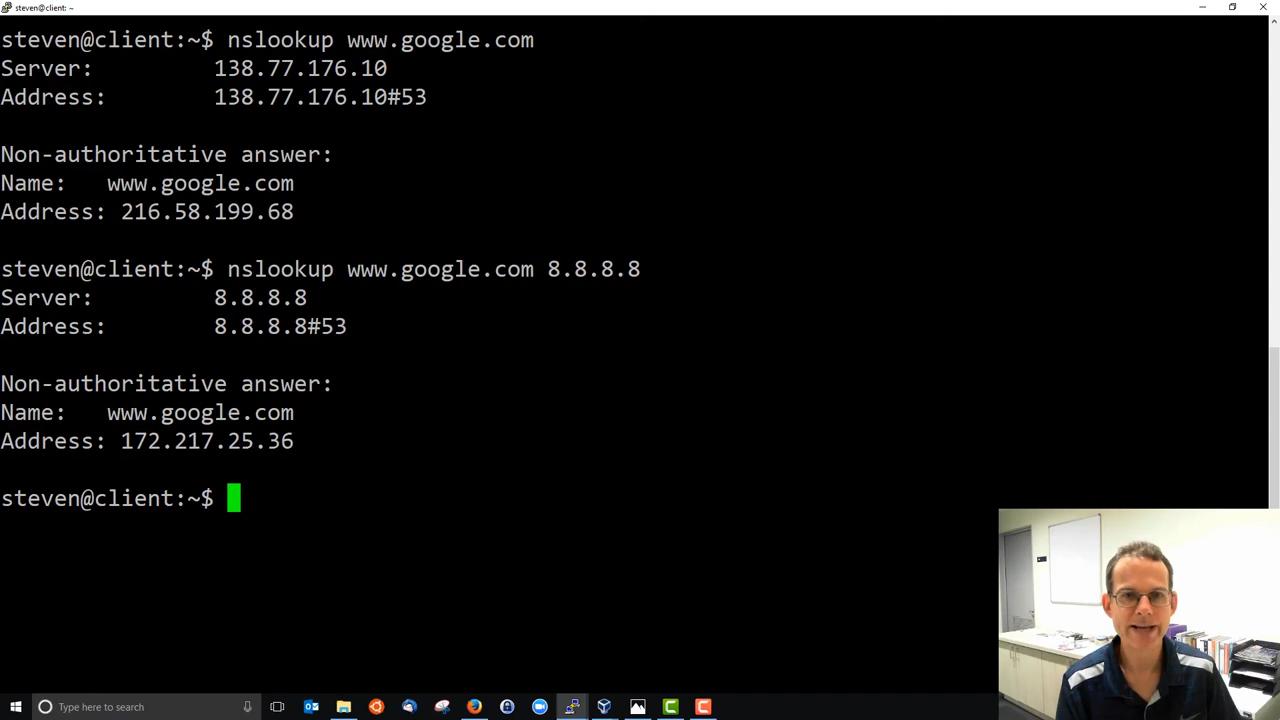 steven@client: ~
steven@client:~$ nslookup www.google.com
Server: 138.77.176.10
Address: 138.77.176.10#53
Non-authoritative answer:
Name: www.google.com
Address: 216.58.199.68
steven@client:~$ nslookup www.google.com 8.8.8.8
Server: 8.8.8.8
Address: 8.8.8.8#53
Non-authoritative answer:
Name: www.google.com
Address: 172.217.25.36
steven@client:~$
Type here to search